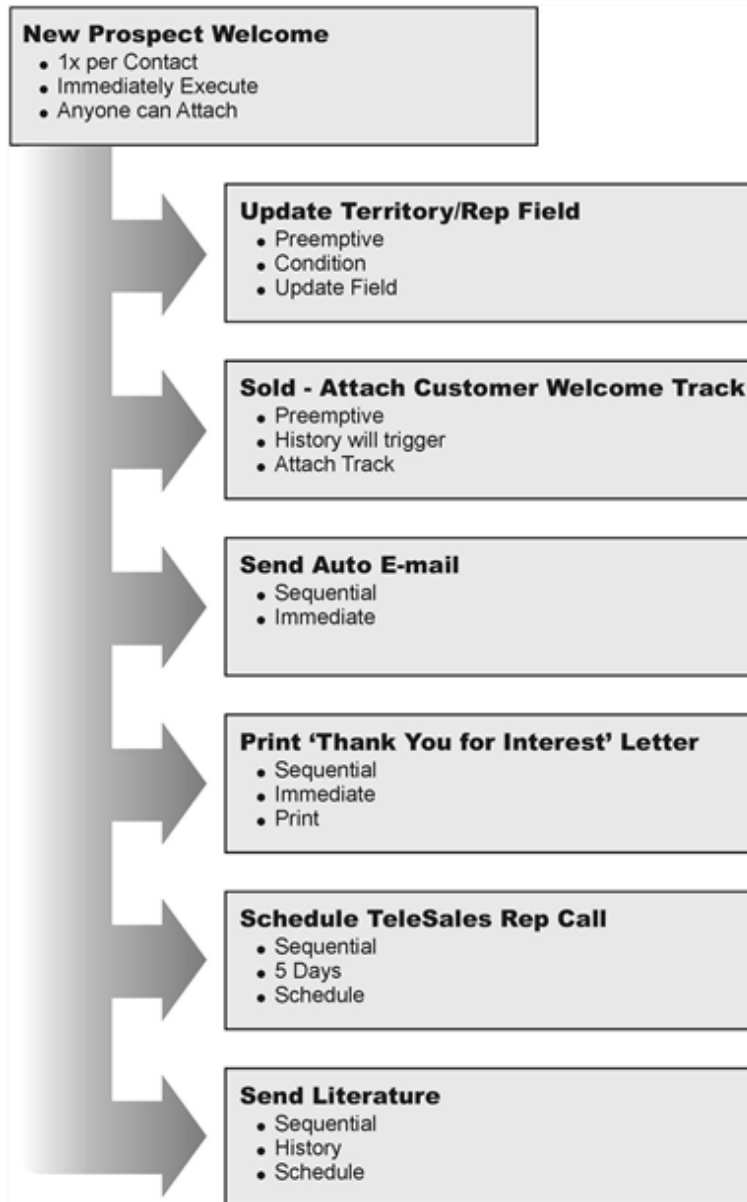 New Prospect Welcome
• 1x per Contact
• Immediately Execute
• Anyone can Attach
Update Territory/Rep Field
• Preemptive
• Condition
• Update Field
Sold - Attach Customer Welcome Track
• Preemptive
• History will trigger
• Attach Track
Send Auto E-mail
• Sequential
• Immediate
Print ‘Thank You for Interest’ Letter
• Sequential
• Immediate
• Print
Schedule TeleSales Rep Call
• Sequential
• 5 Days
• Schedule
Send Literature
• Sequential
• History
• Schedule